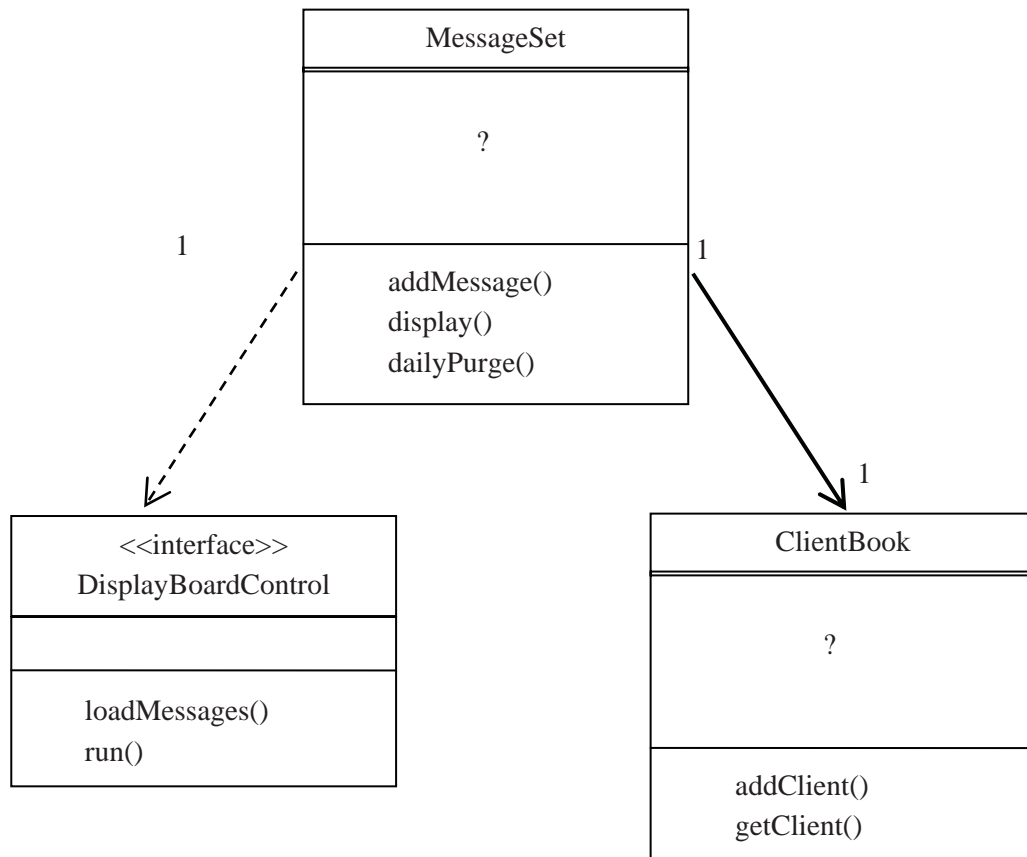 MessageSet
?
1
1
addMessage()
display()
dailyPurge()
1
<<interface>>
DisplayBoardControl
loadMessages()
run()
ClientBook
?
addClient()
getClient()